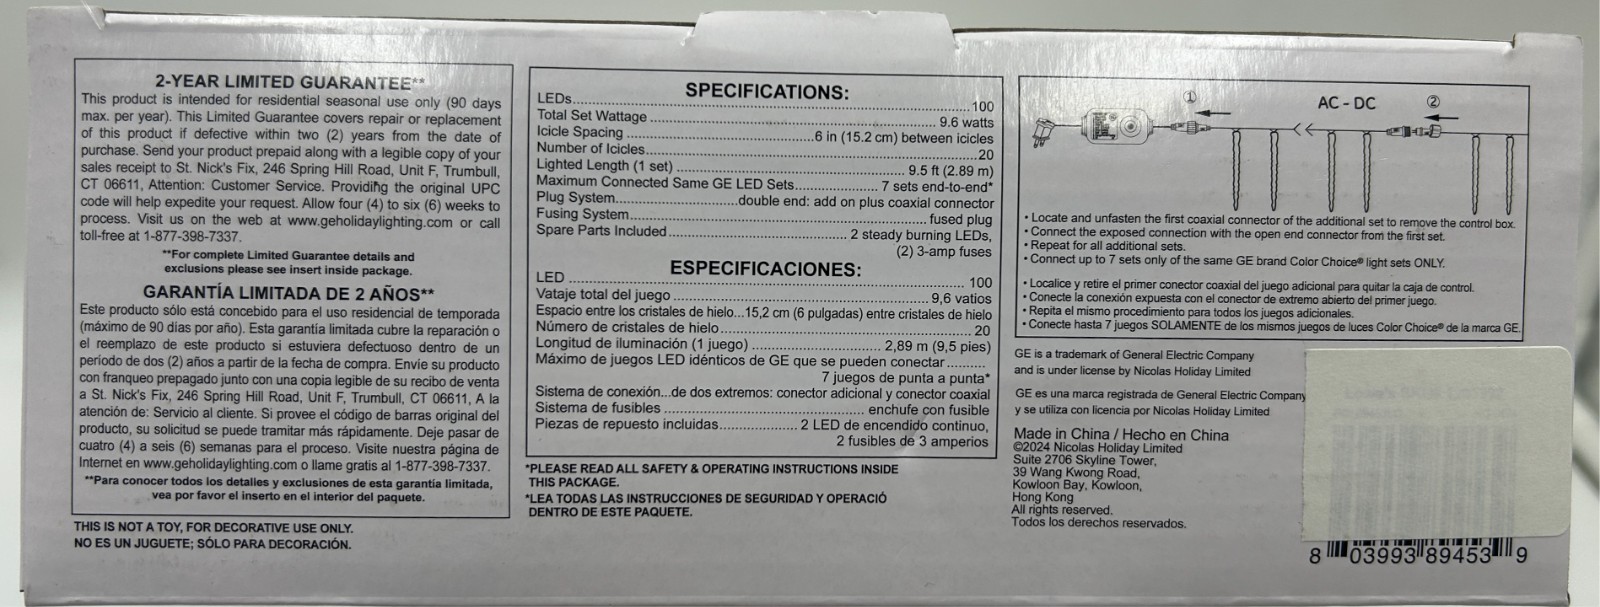 2-YEAR LIMITED GUARANTEE**
This product is intended for residential seasonal use only (90 days
max. per year). This Limited Guarantee covers repair or replacement
of this product if defective within two (2) years from the date of
purchase. Send your product prepaid along with a legible copy of your
sales receipt to St. Nick's Fix, 246 Spring Hill Road, Unit F, Trumbull,
CT 06611, Attention: Customer Service. Providing the original UPC
code will help expedite your request. Allow four (4) to six (6) weeks to
process. Visit us on the web at www.geholidaylighting.com or call
toll-free at 1-877-398-7337.
**For complete Limited Guarantee details and
exclusions please see insert inside package.
GARANTÍA LIMITADA DE 2 AÑOS**
Este producto sólo está concebido para el uso residencial de temporada
(máximo de 90 días por año). Esta garantía limitada cubre la reparación o
el reemplazo de este producto si estuviera defectuoso dentro de un
período de dos (2) años a partir de la fecha de compra. Envíe su producto
con franqueo prepagado junto con una copia legible de su recibo de venta
a St. Nick's Fix, 246 Spring Hill Road, Unit F, Trumbull, CT 06611, A la
atención de: Servicio al cliente. Si provee el código de barras original del
producto, su solicitud se puede tramitar más rápidamente. Deje pasar de
cuatro (4) a seis (6) semanas para el proceso. Visite nuestra página de
Internet en www.geholidaylighting.com o llame gratis al 1-877-398-7337.
**Para conocer todos los detalles y exclusiones de esta garantía limitada,
vea por favor el inserto en el interior del paquete.
THIS IS NOT A TOY, FOR DECORATIVE USE ONLY.
NO ES UN JUGUETE; SÓLO PARA DECORACIÓN.
SPECIFICATIONS:
LEDs....................100
Total Set Wattage....................9.6 watts
Icicle Spacing....................6 in (15.2 cm) between icicles
Number of Icicles....................20
Lighted Length (1 set)....................9.5 ft (2.89 m)
Maximum Connected Same GE LED Sets....................7 sets end-to-end*
Plug System....................double end: add on plus coaxial connector
Fusing System....................fused plug
Spare Parts Included....................2 steady burning LEDs,
(2) 3-amp fuses
ESPECIFICACIONES:
LED....................100
Vataje total del juego....................9,6 vatios
Espacio entre los cristales de hielo...15,2 cm (6 pulgadas) entre cristales de hielo
Número de cristales de hielo....................20
Longitud de iluminación (1 juego)....................2,89 m (9,5 pies)
Máximo de juegos LED idénticos de GE que se pueden conectar..........
7 juegos de punta a punta*
Sistema de conexión...de dos extremos: conector adicional y conector coaxial
Sistema de fusibles....................enchufe con fusible
Piezas de repuesto incluidas....................2 LED de encendido continuo,
2 fusibles de 3 amperios
*PLEASE READ ALL SAFETY & OPERATING INSTRUCTIONS INSIDE
THIS PACKAGE.
*LEA TODAS LAS INSTRUCCIONES DE SEGURIDAD Y OPERACIÓ
DENTRO DE ESTE PAQUETE.
① AC - DC ②
• Locate and unfasten the first coaxial connector of the additional set to remove the control box.
• Connect the exposed connection with the open end connector from the first set.
• Repeat for all additional sets.
• Connect up to 7 sets only of the same GE brand Color Choice® light sets ONLY.
• Localice y retire el primer conector coaxial del juego adicional para quitar la caja de control.
• Conecte la conexión expuesta con el conector de extremo abierto del primer juego.
• Repita el mismo procedimiento para todos los juegos adicionales.
• Conecte hasta 7 juegos SOLAMENTE de los mismos juegos de luces Color Choice® de la marca GE.
GE is a trademark of General Electric Company
and is under license by Nicolas Holiday Limited
GE es una marca registrada de General Electric Company
y se utiliza con licencia por Nicolas Holiday Limited
Made in China / Hecho en China
©2024 Nicolas Holiday Limited
Suite 2706 Skyline Tower,
39 Wang Kwong Road,
Kowloon Bay, Kowloon,
Hong Kong
All rights reserved.
Todos los derechos reservados.
8 03993 89453 9